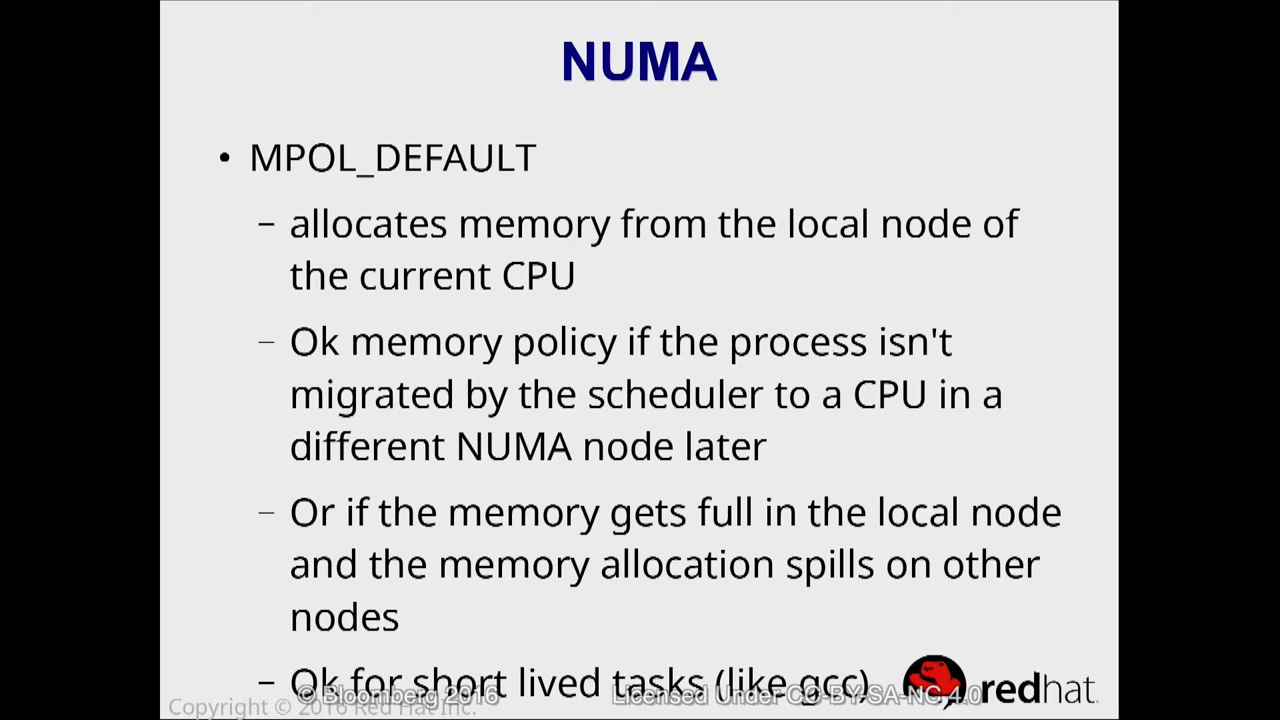 NUMA
• MPOL_DEFAULT
– allocates memory from the local node of
the current CPU
– Ok memory policy if the process isn't
migrated by the scheduler to a CPU in a
different NUMA node later
– Or if the memory gets full in the local node
and the memory allocation spills on other
nodes
– Ok for short lived tasks (like gcc)
© Bloomberg 2016 Licensed Under CC-BY-SA-NC 4.0
redhat.
Copyright © 2016 Red Hat Inc.